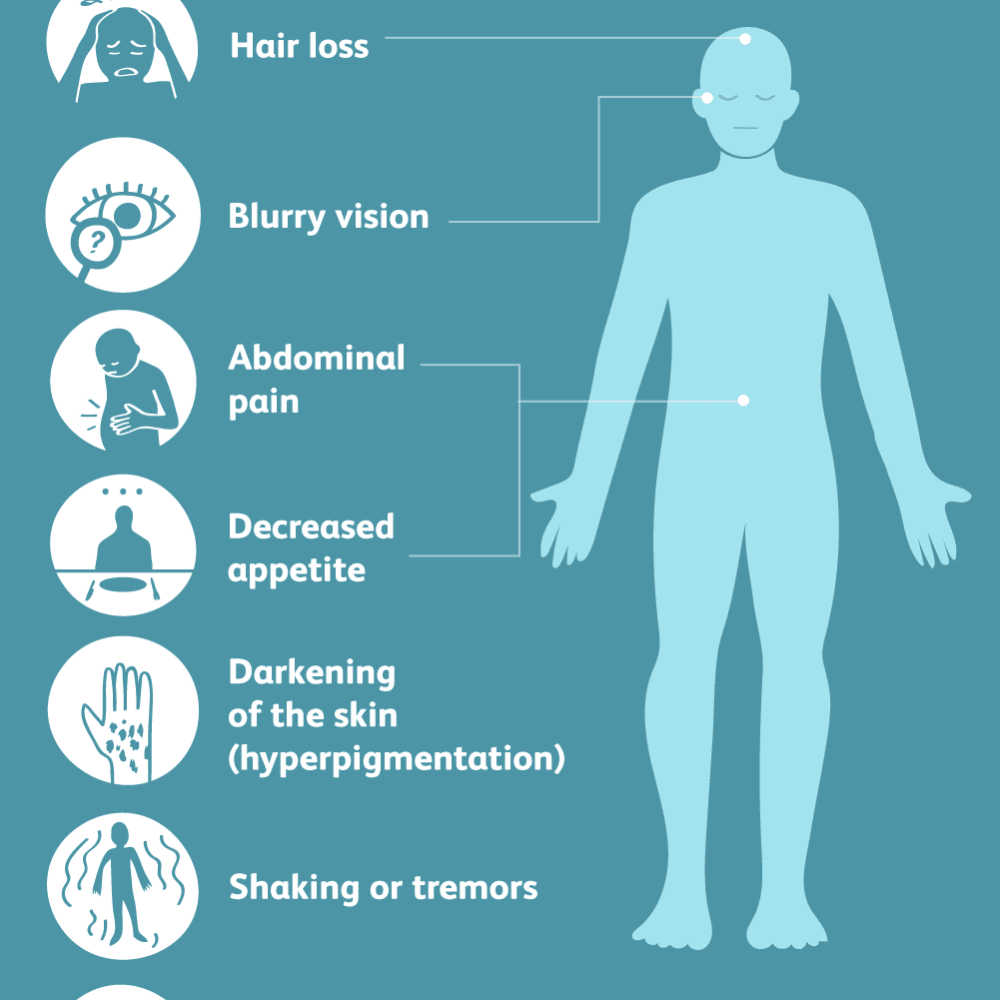 Hair loss
Blurry vision
?
Abdominal
pain
Decreased
appetite
Darkening
of the skin
(hyperpigmentation)
Shaking or tremors